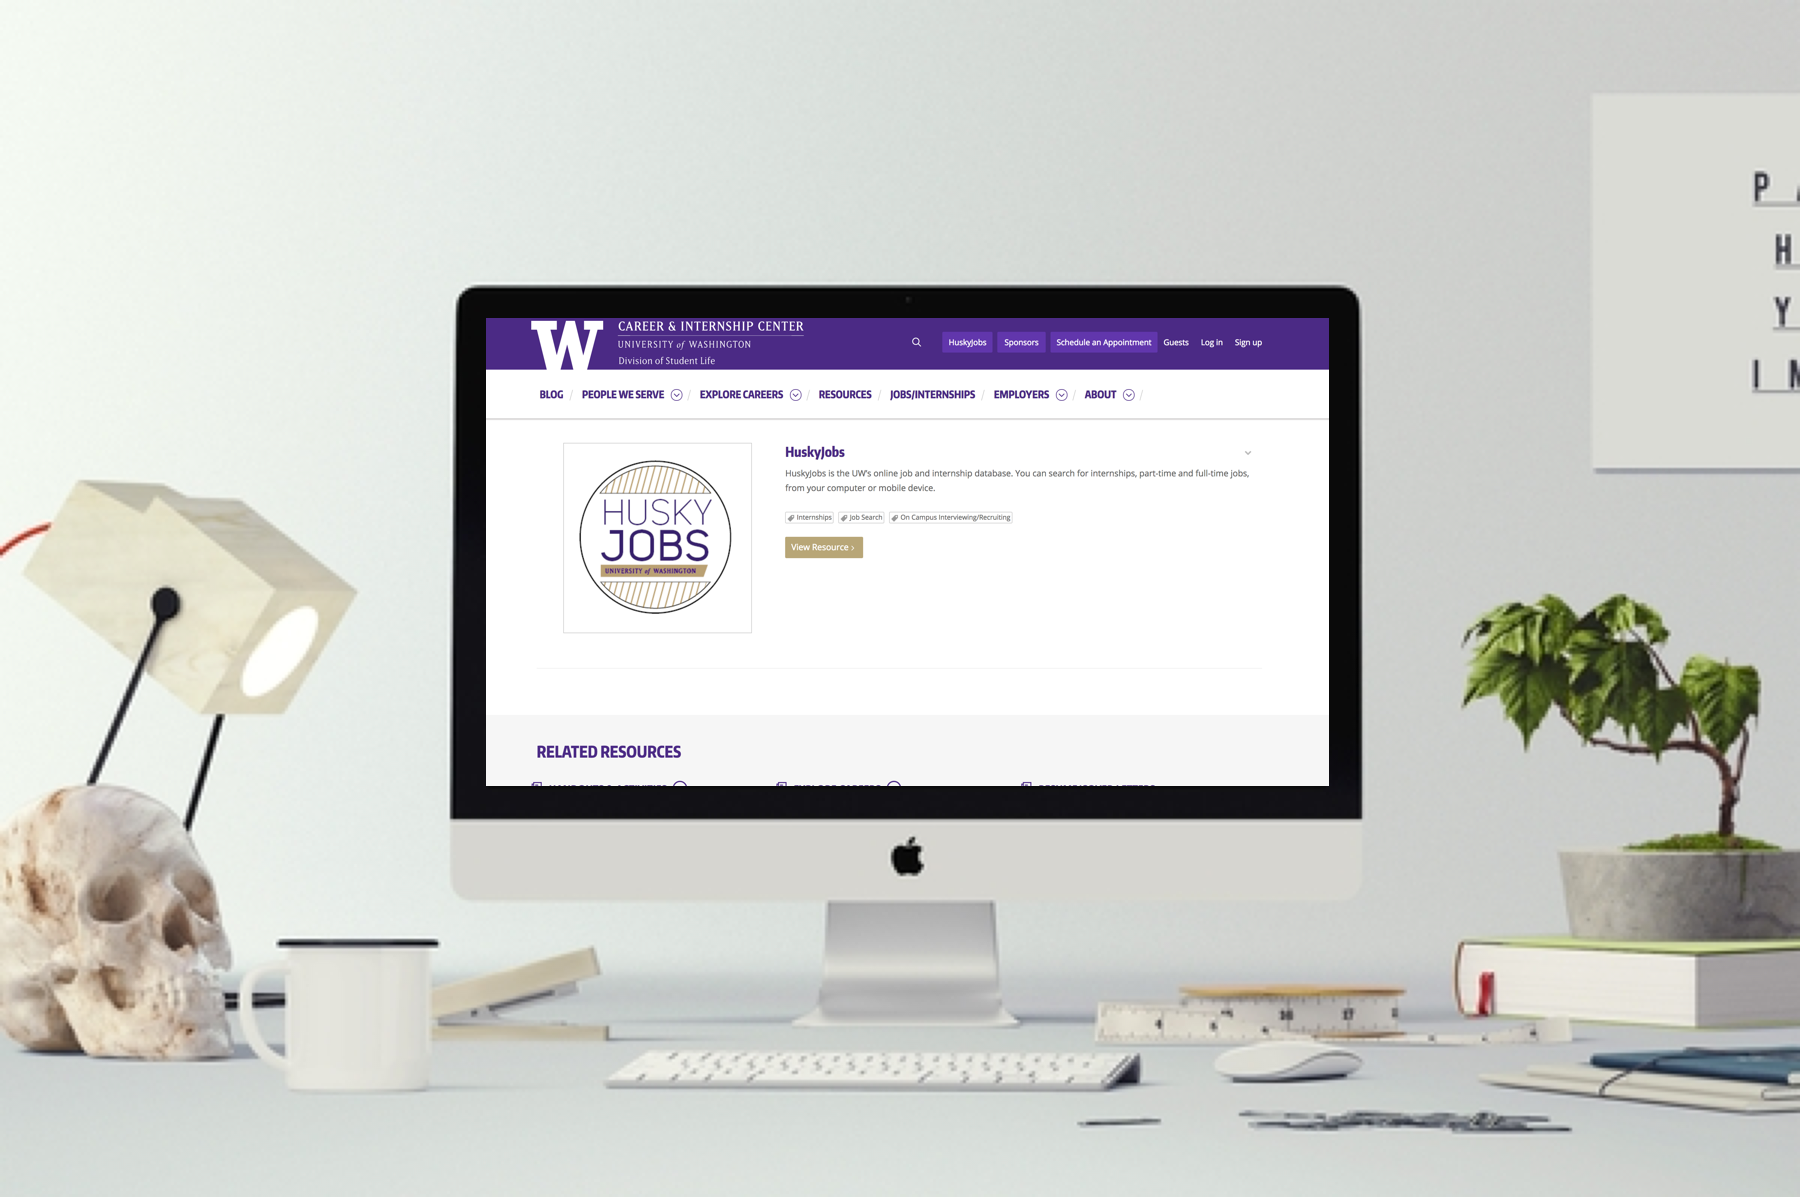 W
CAREER & INTERNSHIP CENTER
UNIVERSITY of WASHINGTON
Division of Student Life
HuskyJobs Sponsors Schedule an Appointment Guests Log in Sign up
BLOG / PEOPLE WE SERVE / EXPLORE CAREERS / RESOURCES / JOBS/INTERNSHIPS / EMPLOYERS / ABOUT /
HUSKY
JOBS
UNIVERSITY of WASHINGTON
HuskyJobs
HuskyJobs is the UW's online job and internship database. You can search for internships, part-time and full-time jobs,
from your computer or mobile device.
Internships Job Search On Campus Interviewing/Recruiting
View Resource ›
RELATED RESOURCES
P A
H
Y
I M
16 17